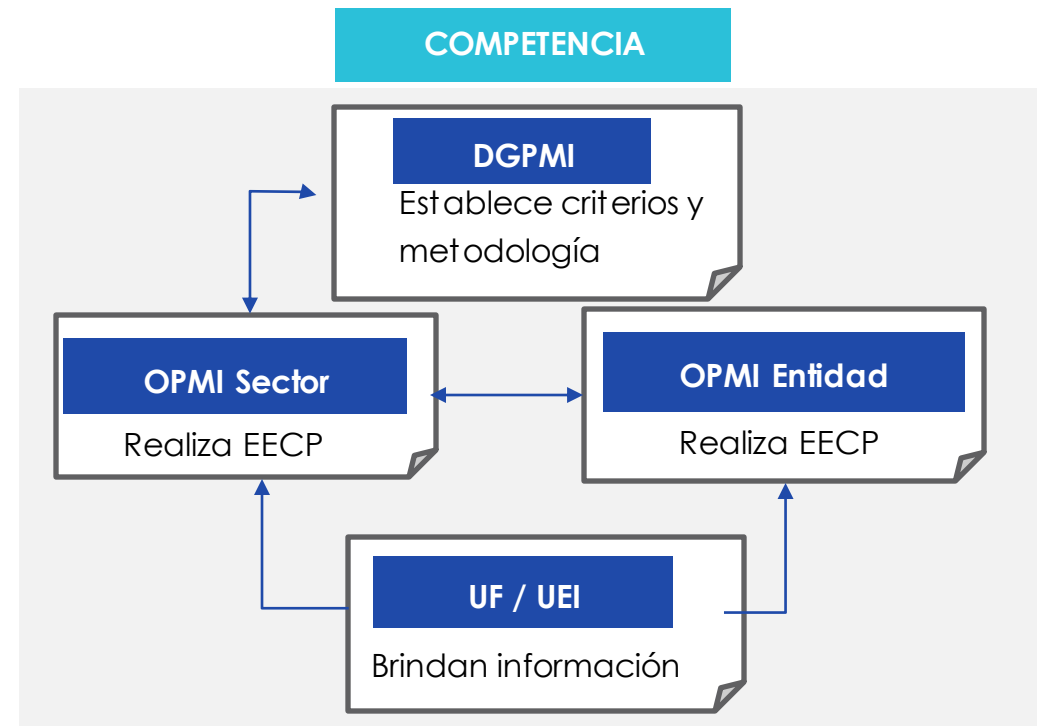 COMPETENCIA
DGPMI
Establece criterios y
metodología
OPMI Sector
Realiza EECP
OPMI Entidad
Realiza EECP
UF / UEI
Brindan información